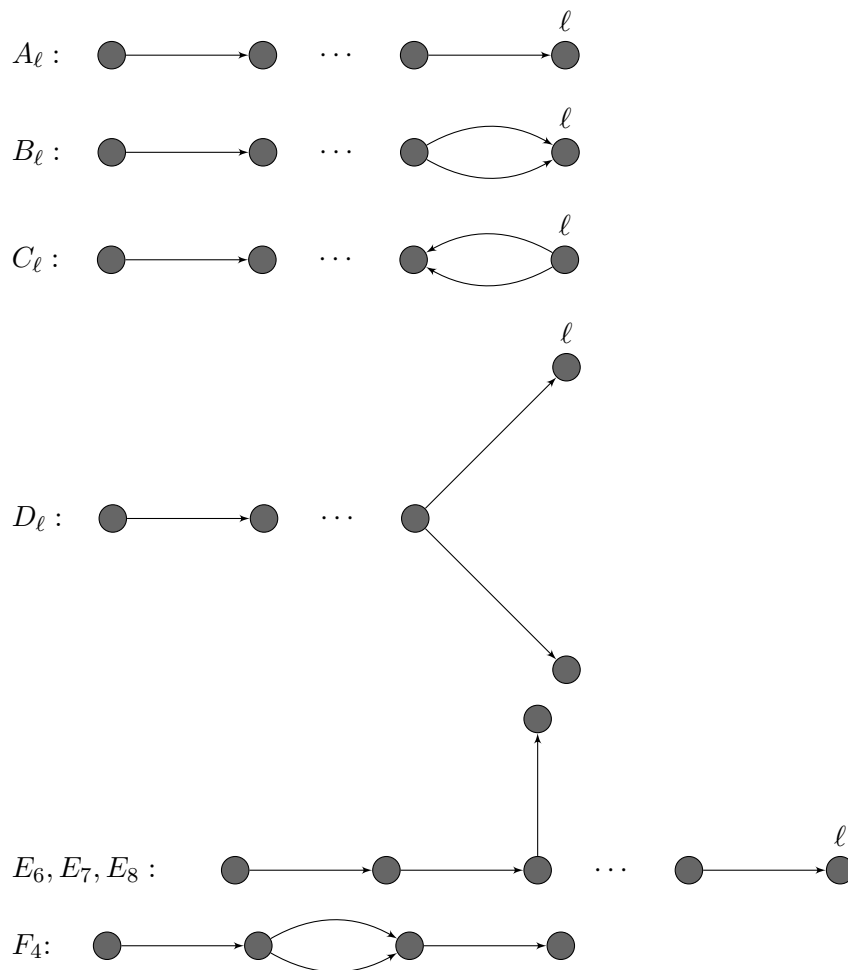 ℓ
A_ℓ : ⋯
ℓ
B_ℓ : ⋯
ℓ
C_ℓ : ⋯
ℓ
D_ℓ : ⋯
ℓ
E_6, E_7, E_8 : ⋯
F_4: